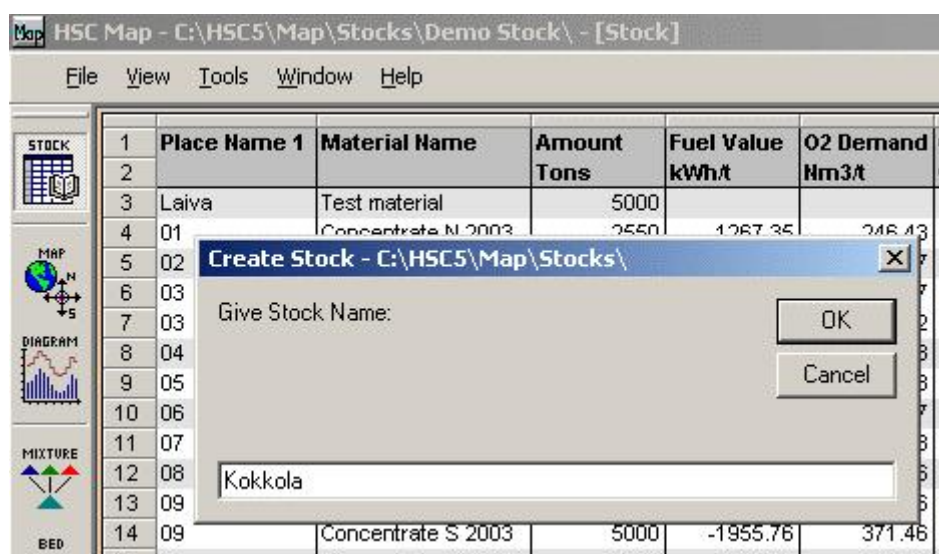 Map HSC Map - C:\HSC5\Map\Stocks\Demo Stock\ - [Stock]
File View Tools Window Help
STOCK
MAP
N
S
DIAGRAM
MIXTURE
BED
1 Place Name 1 Material Name Amount Fuel Value O2 Demand
2 Tons kWh/t Nm3/t
3 Laiva Test material 5000
4 01 Concentrate N 2003 2550 -1267.35 246.43
5 02
6 03
7 03
8 04
9 05
10 06
11 07
12 08
13 09
14 09 Concentrate S 2003 5000 -1955.76 371.46
Create Stock - C:\HSC5\Map\Stocks\
Give Stock Name:
OK
Cancel
Kokkola